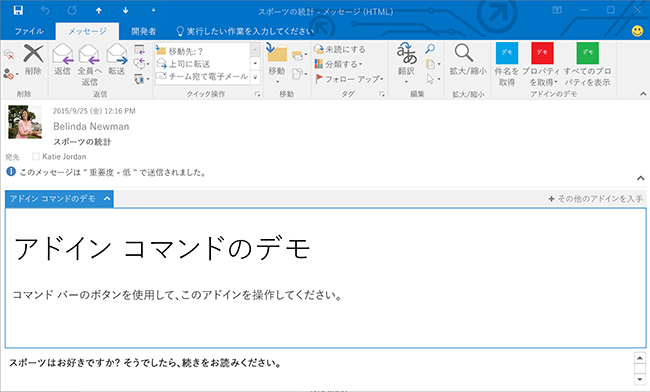 スポーツの統計 - メッセージ (HTML)
ファイル メッセージ 開発者 実行したい作業を入力してください
削除 返信 全員へ返信 転送
移動先: ?
上司に転送
チーム宛て電子メール
移動
未読にする
分類する
フォロー アップ
翻訳
拡大/縮小
デモ デモ デモ
件名を取得 プロパティを取得 すべてのプロパティを表示
削除 返信 クイック操作 移動 タグ 編集 拡大/縮小 アドインのデモ
2015/9/25 (金) 12:16 PM
Belinda Newman
スポーツの統計
宛先 Katie Jordan
このメッセージは " 重要度 - 低 " で送信されました。
アドイン コマンドのデモ + その他のアドインを入手
アドイン コマンドのデモ
コマンド バーのボタンを使用して、このアドインを操作してください。
スポーツはお好きですか? そうでしたら、続きをお読みください。